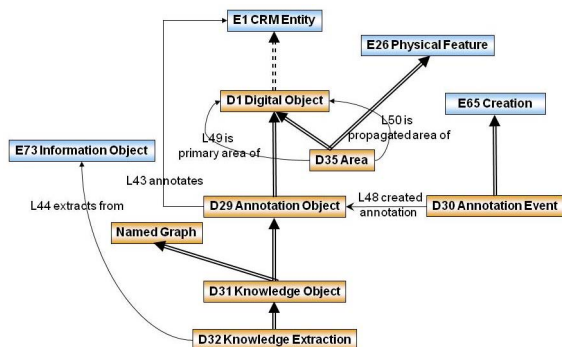 E1 CRM Entity
E26 Physical Feature
D1 Digital Object
E65 Creation
L49 is
primary area of
L50 is
propagated area of
E73 Information Object
D35 Area
L43 annotates
L44 extracts from
D29 Annotation Object
L48 created
annotation
D30 Annotation Event
Named Graph
D31 Knowledge Object
D32 Knowledge Extraction